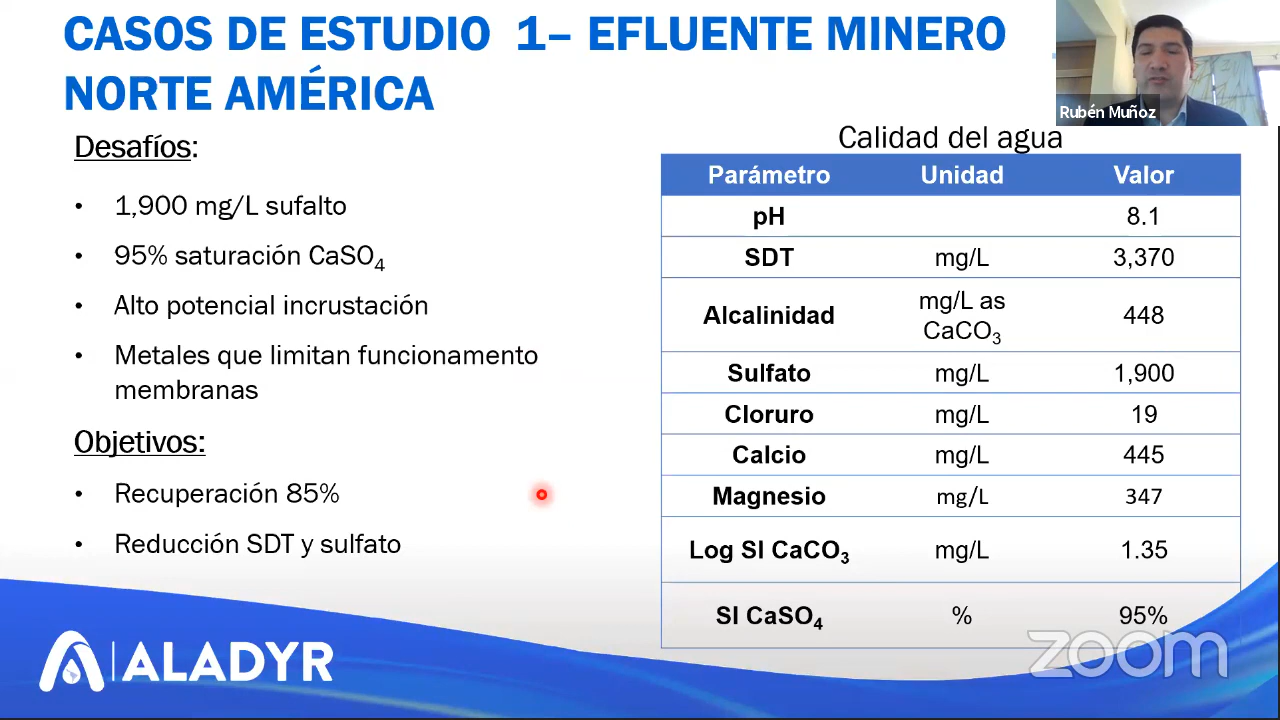 CASOS DE ESTUDIO 1– EFLUENTE MINERO
NORTE AMÉRICA
Rubén Muñoz
Desafíos:
• 1,900 mg/L sufalto
• 95% saturación CaSO4
• Alto potencial incrustación
• Metales que limitan funcionamento
membranas
Objetivos:
• Recuperación 85%
• Reducción SDT y sulfato
Calidad del agua
Parámetro Unidad Valor
pH 8.1
SDT mg/L 3,370
Alcalinidad mg/L as CaCO3 448
Sulfato mg/L 1,900
Cloruro mg/L 19
Calcio mg/L 445
Magnesio mg/L 347
Log SI CaCO3 mg/L 1.35
SI CaSO4 % 95%
ALADYR
zoom